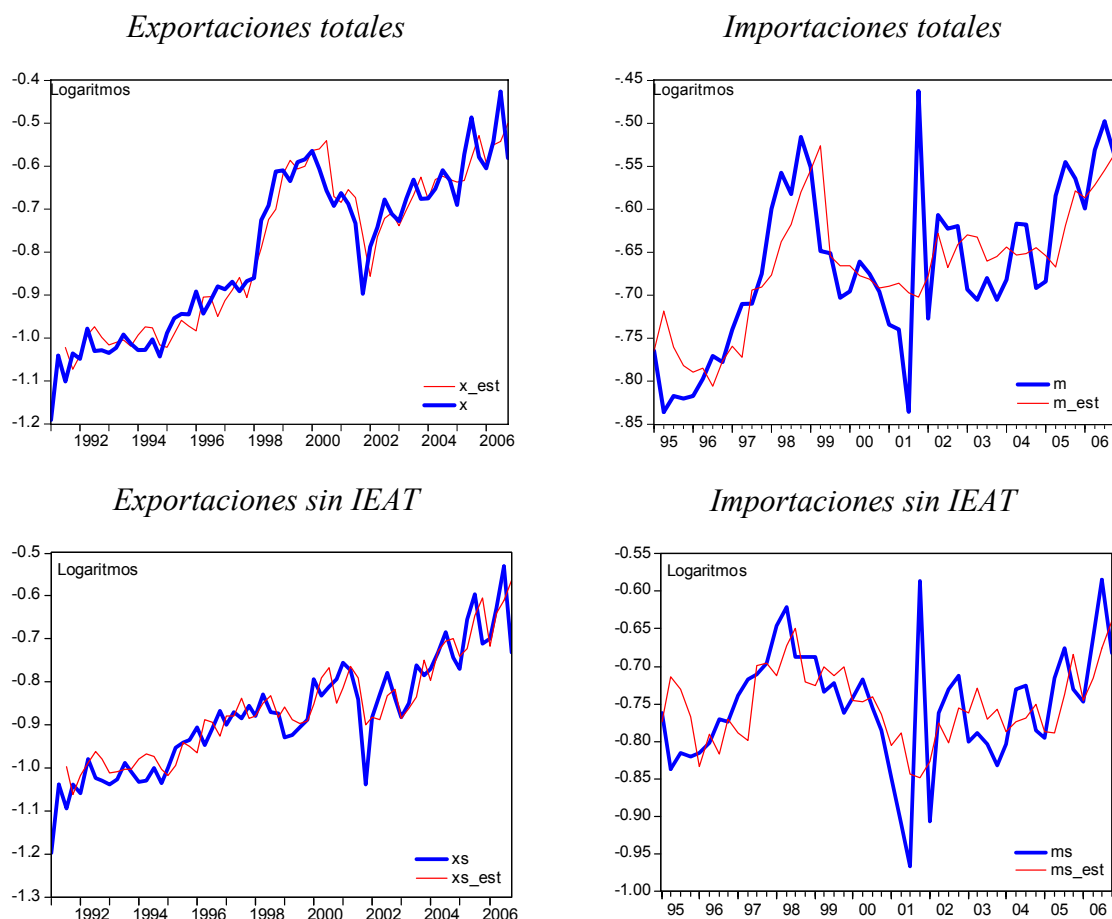 Exportaciones totales
Logaritmos
-0.4
-0.5
-0.6
-0.7
-0.8
-0.9
-1.0
-1.1
-1.2
x_est
x
1992 1994 1996 1998 2000 2002 2004 2006
Importaciones totales
Logaritmos
-.45
-.50
-.55
-.60
-.65
-.70
-.75
-.80
-.85
m
m_est
95 96 97 98 99 00 01 02 03 04 05 06
Exportaciones sin IEAT
Logaritmos
-0.5
-0.6
-0.7
-0.8
-0.9
-1.0
-1.1
-1.2
-1.3
xs
xs_est
1992 1994 1996 1998 2000 2002 2004 2006
Importaciones sin IEAT
Logaritmos
-0.55
-0.60
-0.65
-0.70
-0.75
-0.80
-0.85
-0.90
-0.95
-1.00
ms
ms_est
95 96 97 98 99 00 01 02 03 04 05 06